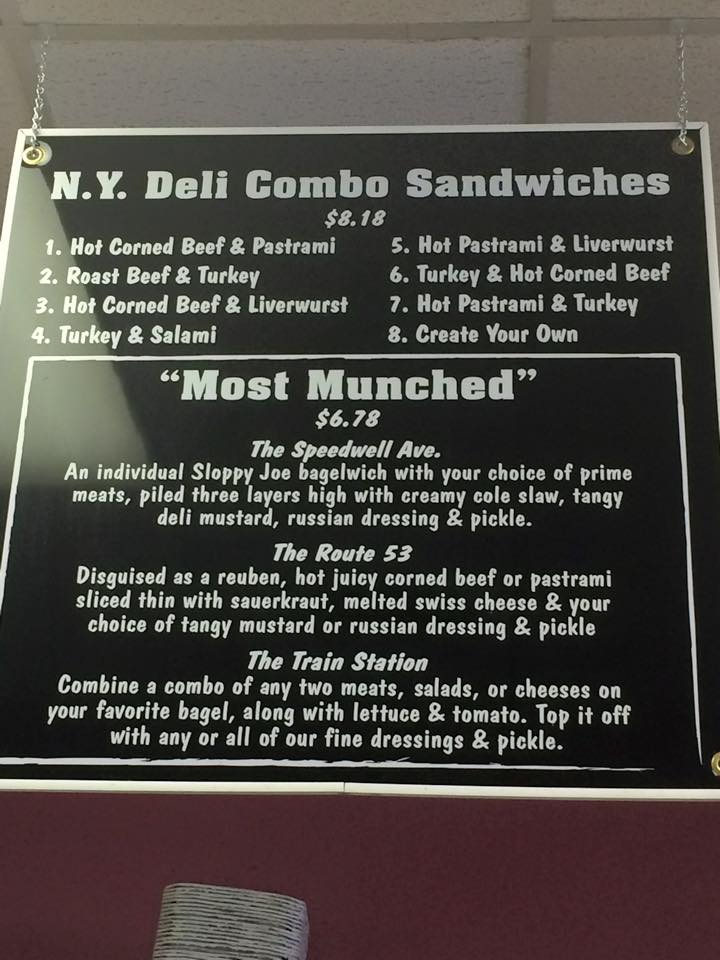 N.Y. Deli Combo Sandwiches
$8.18
1. Hot Corned Beef & Pastrami
2. Roast Beef & Turkey
3. Hot Corned Beef & Liverwurst
4. Turkey & Salami
5. Hot Pastrami & Liverwurst
6. Turkey & Hot Corned Beef
7. Hot Pastrami & Turkey
8. Create Your Own
“Most Munched”
$6.78
The Speedwell Ave.
An individual Sloppy Joe bagelwich with your choice of prime
meats, piled three layers high with creamy cole slaw, tangy
deli mustard, russian dressing & pickle.
The Route 53
Disguised as a reuben, hot juicy corned beef or pastrami
sliced thin with sauerkraut, melted swiss cheese & your
choice of tangy mustard or russian dressing & pickle
The Train Station
Combine a combo of any two meats, salads, or cheeses on
your favorite bagel, along with lettuce & tomato. Top it off
with any or all of our fine dressings & pickle.